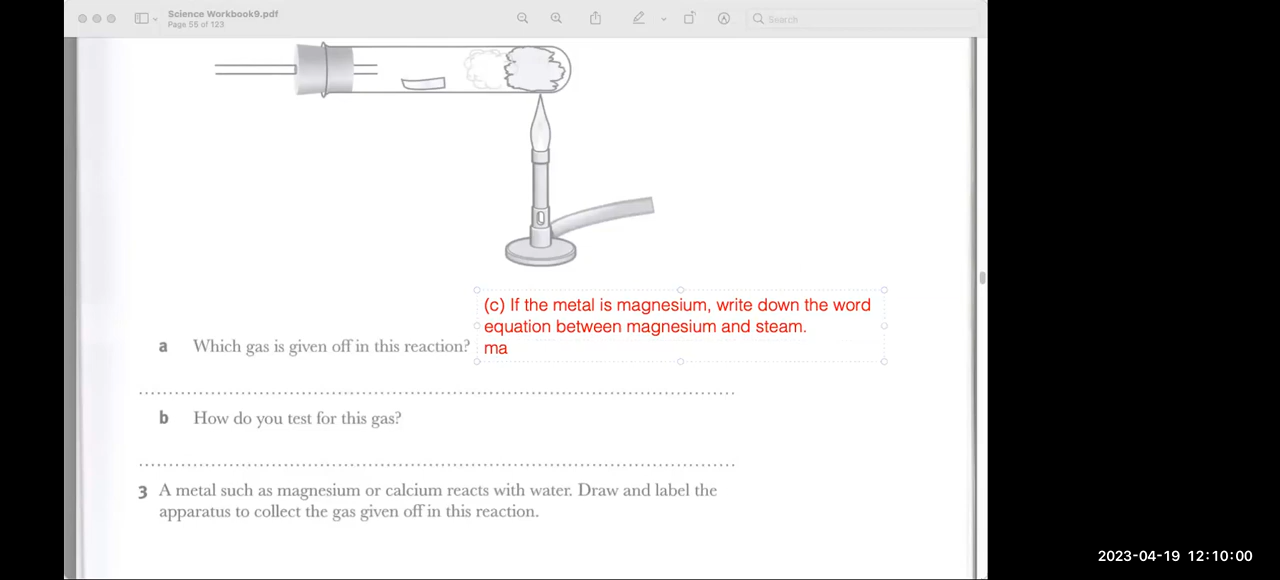 Science Workbook9.pdf
Page 55 of 123
Search
(c) If the metal is magnesium, write down the word
equation between magnesium and steam.
ma
a Which gas is given off in this reaction?
b How do you test for this gas?
3 A metal such as magnesium or calcium reacts with water. Draw and label the
apparatus to collect the gas given off in this reaction.
2023-04-19 12:10:00